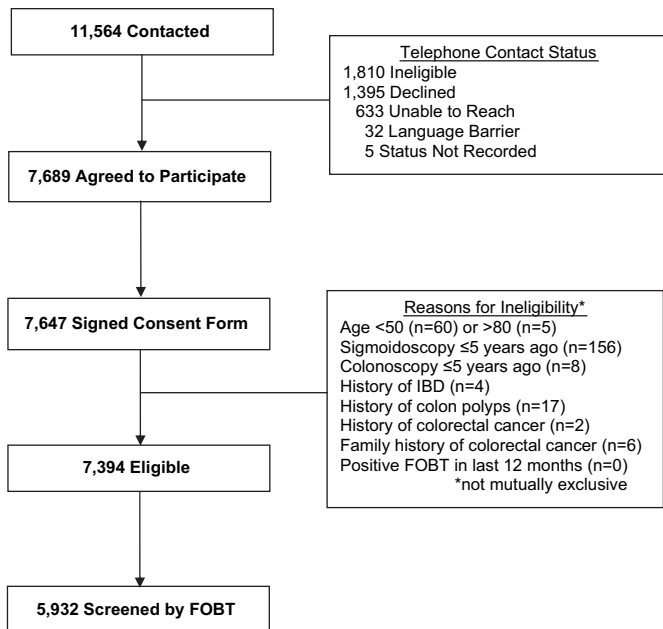 11,564 Contacted
Telephone Contact Status
1,810 Ineligible
1,395 Declined
633 Unable to Reach
32 Language Barrier
5 Status Not Recorded
7,689 Agreed to Participate
7,647 Signed Consent Form
Reasons for Ineligibility*
Age <50 (n=60) or >80 (n=5)
Sigmoidoscopy ≤5 years ago (n=156)
Colonoscopy ≤5 years ago (n=8)
History of IBD (n=4)
History of colon polyps (n=17)
History of colorectal cancer (n=2)
Family history of colorectal cancer (n=6)
Positive FOBT in last 12 months (n=0)
*not mutually exclusive
7,394 Eligible
5,932 Screened by FOBT